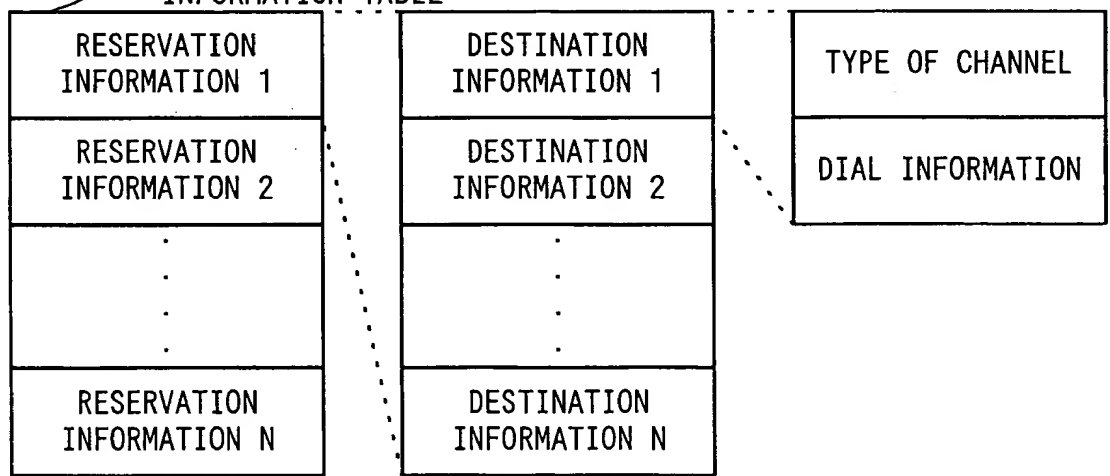 INFORMATION TABLE
RESERVATION
INFORMATION 1
RESERVATION
INFORMATION 2
RESERVATION
INFORMATION N
DESTINATION
INFORMATION 1
DESTINATION
INFORMATION 2
DESTINATION
INFORMATION N
TYPE OF CHANNEL
DIAL INFORMATION